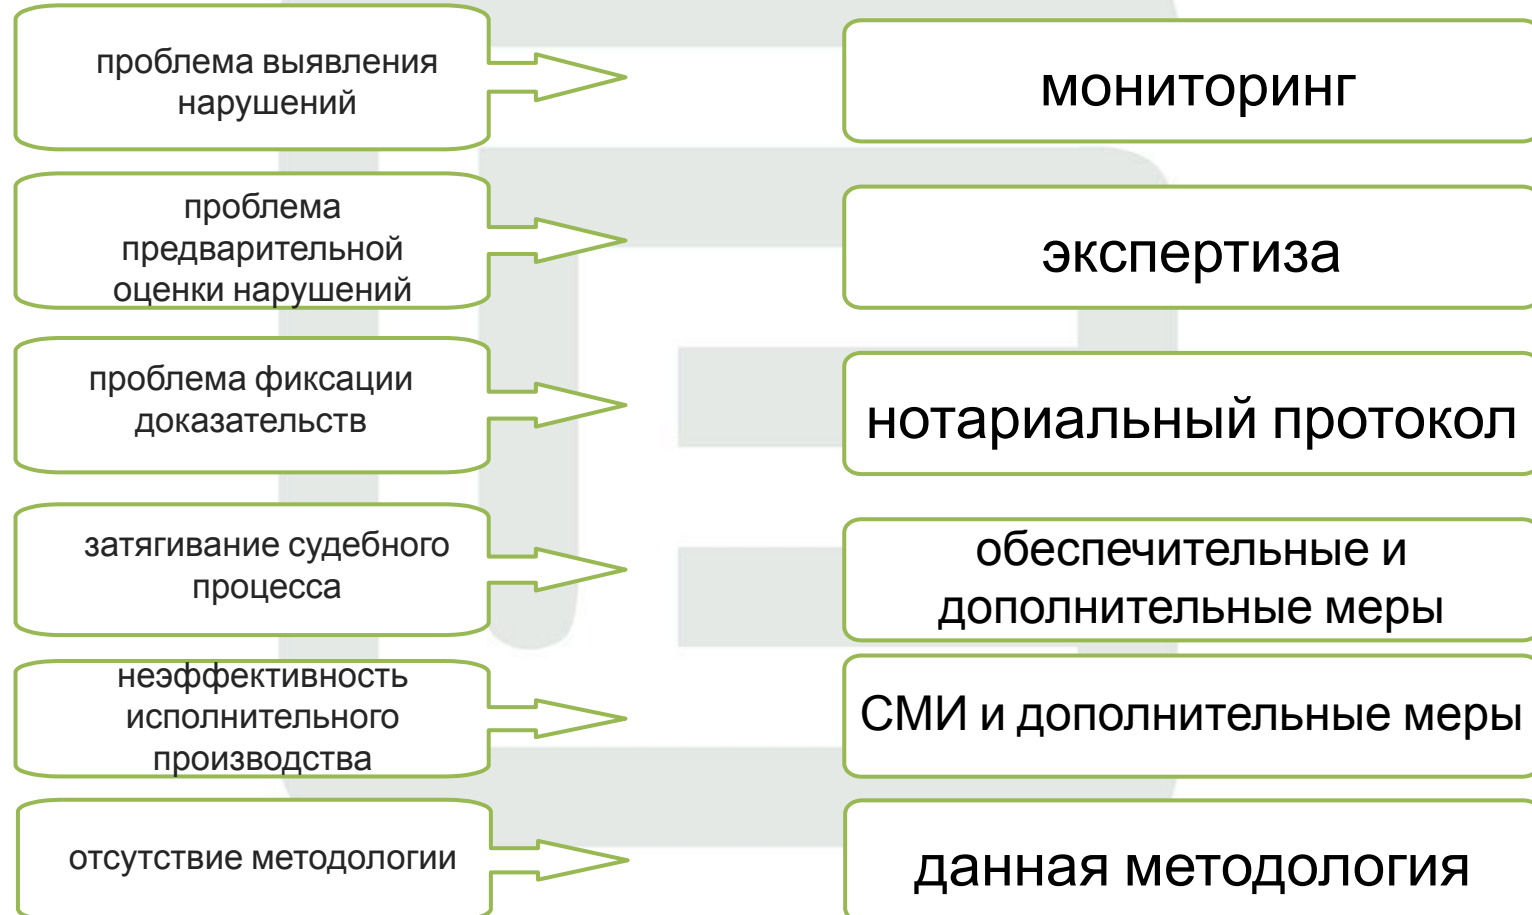 проблема выявления
нарушений
мониторинг
проблема
предварительной
оценки нарушений
экспертиза
проблема фиксации
доказательств
нотариальный протокол
затягивание судебного
процесса
обеспечительные и
дополнительные меры
неэффективность
исполнительного
производства
СМИ и дополнительные меры
отсутствие методологии
данная методология